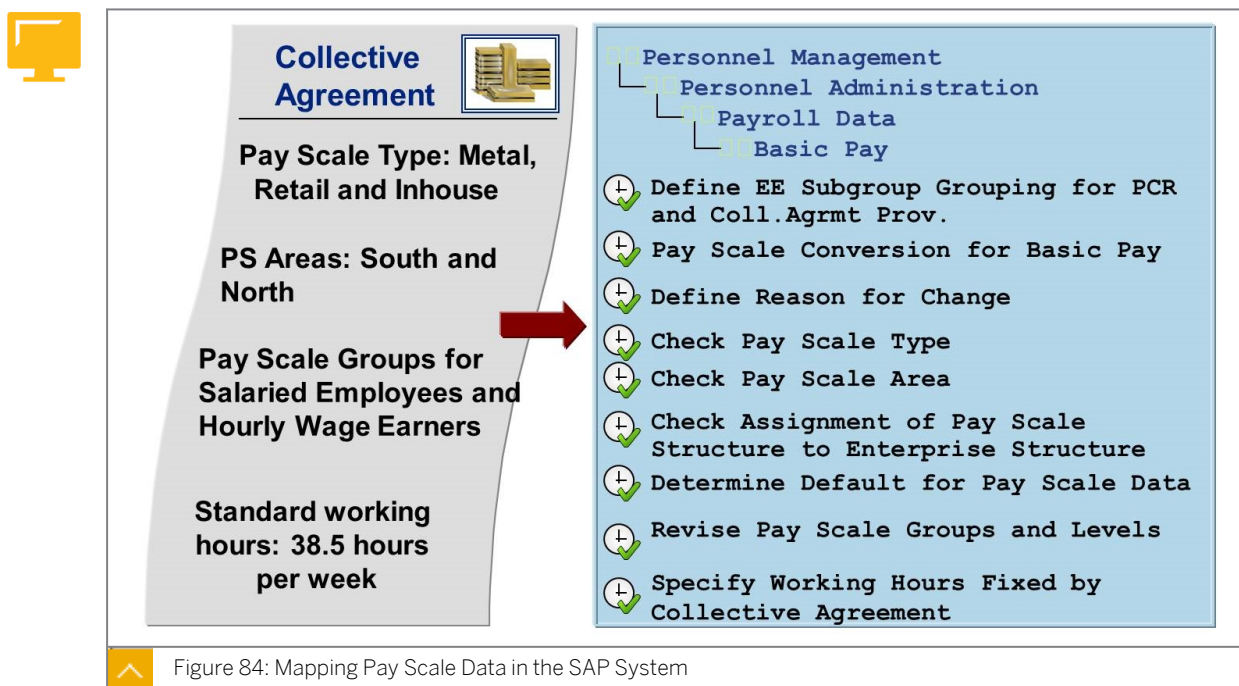 Collective
Agreement
Pay Scale Type: Metal,
Retail and Inhouse
PS Areas: South and
North
Pay Scale Groups for
Salaried Employees and
Hourly Wage Earners
Standard working
hours: 38.5 hours
per week
Personnel Management
Personnel Administration
Payroll Data
Basic Pay
Define EE Subgroup Grouping for PCR
and Coll.Agrmt Prov.
Pay Scale Conversion for Basic Pay
Define Reason for Change
Check Pay Scale Type
Check Pay Scale Area
Check Assignment of Pay Scale
Structure to Enterprise Structure
Determine Default for Pay Scale Data
Revise Pay Scale Groups and Levels
Specify Working Hours Fixed by
Collective Agreement
Figure 84: Mapping Pay Scale Data in the SAP System